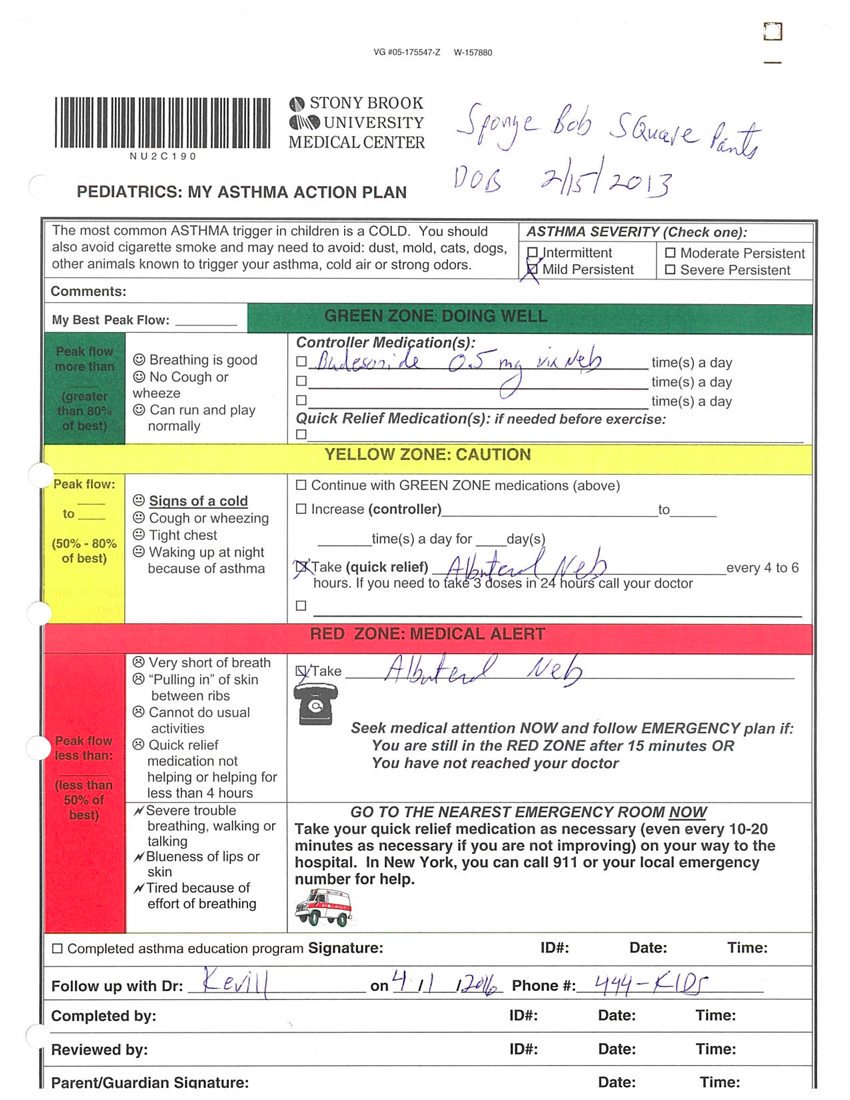 VG #05-175547-Z W-157880
NU2C190
STONY BROOK
UNIVERSITY
MEDICAL CENTER
Sponge Bob SQuare Pants
DOB 2/15/2013
PEDIATRICS: MY ASTHMA ACTION PLAN
The most common ASTHMA trigger in children is a COLD. You should
also avoid cigarette smoke and may need to avoid: dust, mold, cats, dogs,
other animals known to trigger your asthma, cold air or strong odors.
ASTHMA SEVERITY (Check one):
Intermittent
Moderate Persistent
Mild Persistent
Severe Persistent
Comments:
My Best Peak Flow:
GREEN ZONE: DOING WELL
Peak flow
more than
(greater
than 80%
of best)
Breathing is good
No Cough or
wheeze
Can run and play
normally
Controller Medication(s):
Budesonide 0.5 mg via Neb time(s) a day
time(s) a day
time(s) a day
Quick Relief Medication(s): if needed before exercise:
YELLOW ZONE: CAUTION
Peak flow:
to
(50% - 80%
of best)
Signs of a cold
Cough or wheezing
Tight chest
Waking up at night
because of asthma
Continue with GREEN ZONE medications (above)
Increase (controller) to
time(s) a day for day(s)
Take (quick relief) Albuterol Neb every 4 to 6
hours. If you need to take 3 doses in 24 hours call your doctor
RED ZONE: MEDICAL ALERT
Peak flow
less than:
(less than
50% of
best)
Very short of breath
"Pulling in" of skin
between ribs
Cannot do usual
activities
Quick relief
medication not
helping or helping for
less than 4 hours
Take Albuterol Neb
Seek medical attention NOW and follow EMERGENCY plan if:
You are still in the RED ZONE after 15 minutes OR
You have not reached your doctor
Severe trouble
breathing, walking or
talking
Blueness of lips or
skin
Tired because of
effort of breathing
GO TO THE NEAREST EMERGENCY ROOM NOW
Take your quick relief medication as necessary (even every 10-20
minutes as necessary if you are not improving) on your way to the
hospital. In New York, you can call 911 or your local emergency
number for help.
Completed asthma education program Signature: ID#: Date: Time:
Follow up with Dr: Kevill on 4/1/2016 Phone #: 444-KIDS
Completed by: ID#: Date: Time:
Reviewed by: ID#: Date: Time:
Parent/Guardian Signature: Date: Time: